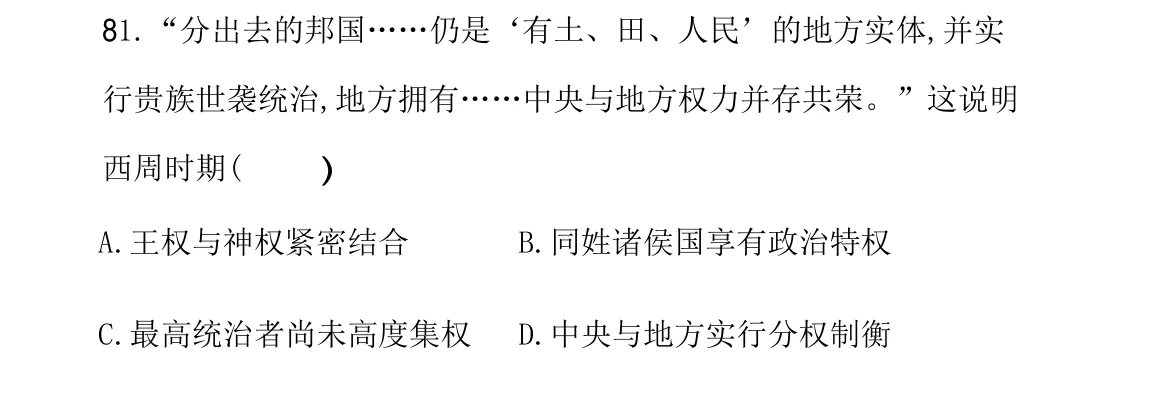 81.“分出去的邦国……仍是‘有土、田、人民’的地方实体,并实
行贵族世袭统治,地方拥有……中央与地方权力并存共荣。”这说明
西周时期(　　)
A.王权与神权紧密结合　　B.同姓诸侯国享有政治特权
C.最高统治者尚未高度集权　　D.中央与地方实行分权制衡